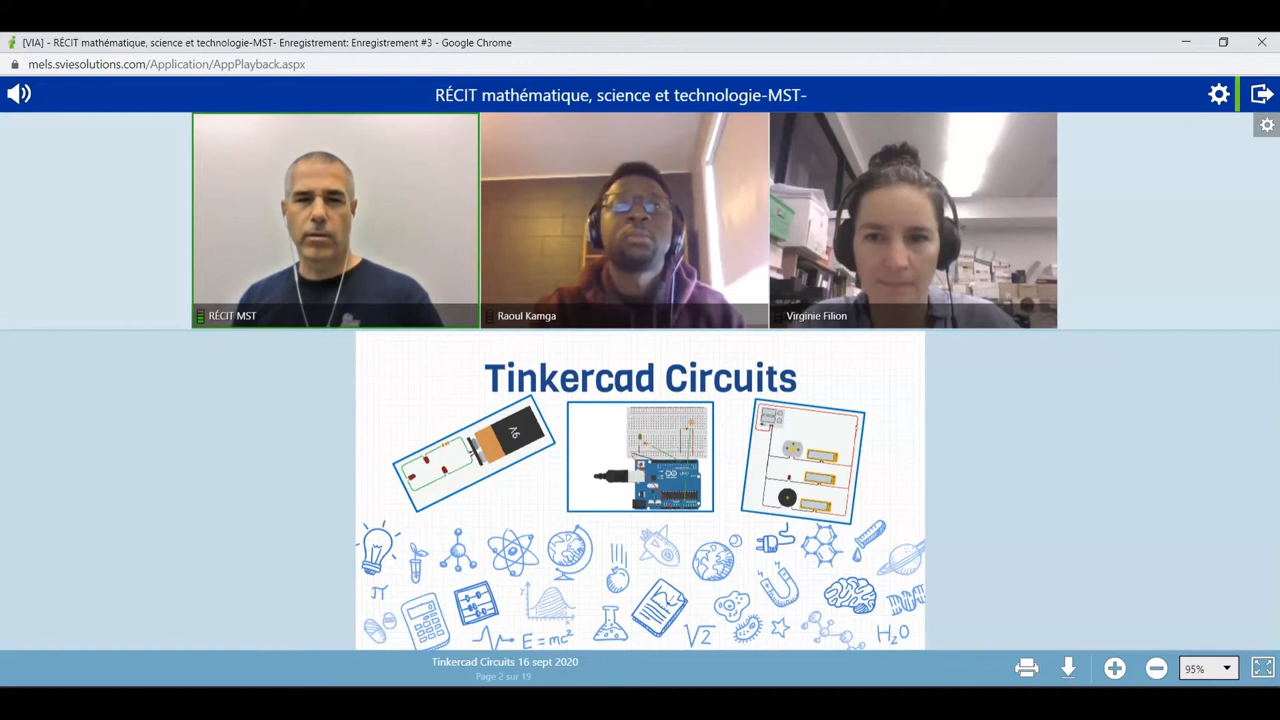 [VIA] - RÉCIT mathématique, science et technologie-MST- Enregistrement: Enregistrement #3 - Google Chrome
mels.sviesolutions.com/Application/AppPlayback.aspx
RÉCIT mathématique, science et technologie-MST-
RÉCIT MST
Raoul Kamga
Virginie Filion
Tinkercad Circuits
9V
π
y
x
E=mc²
√2
H₂O
Tinkercad Circuits 16 sept 2020
Page 2 sur 19
95%